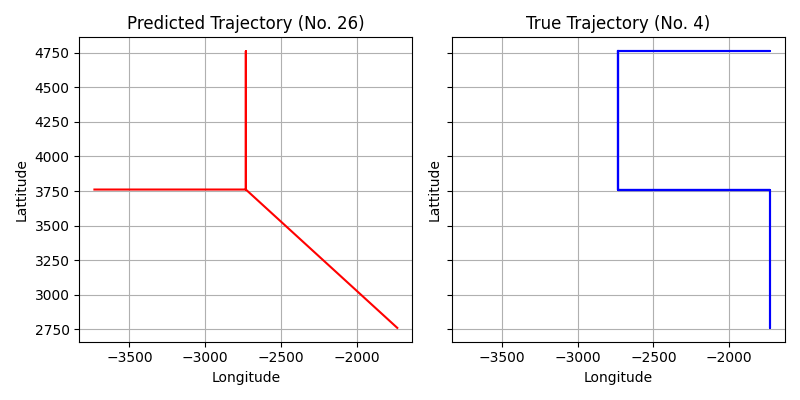 Predicted Trajectory (No. 26)
True Trajectory (No. 4)
Lattitude
4750
4500
4250
4000
3750
3500
3250
3000
2750
−3500
−3000
−2500
−2000
Longitude
Lattitude
−3500
−3000
−2500
−2000
Longitude